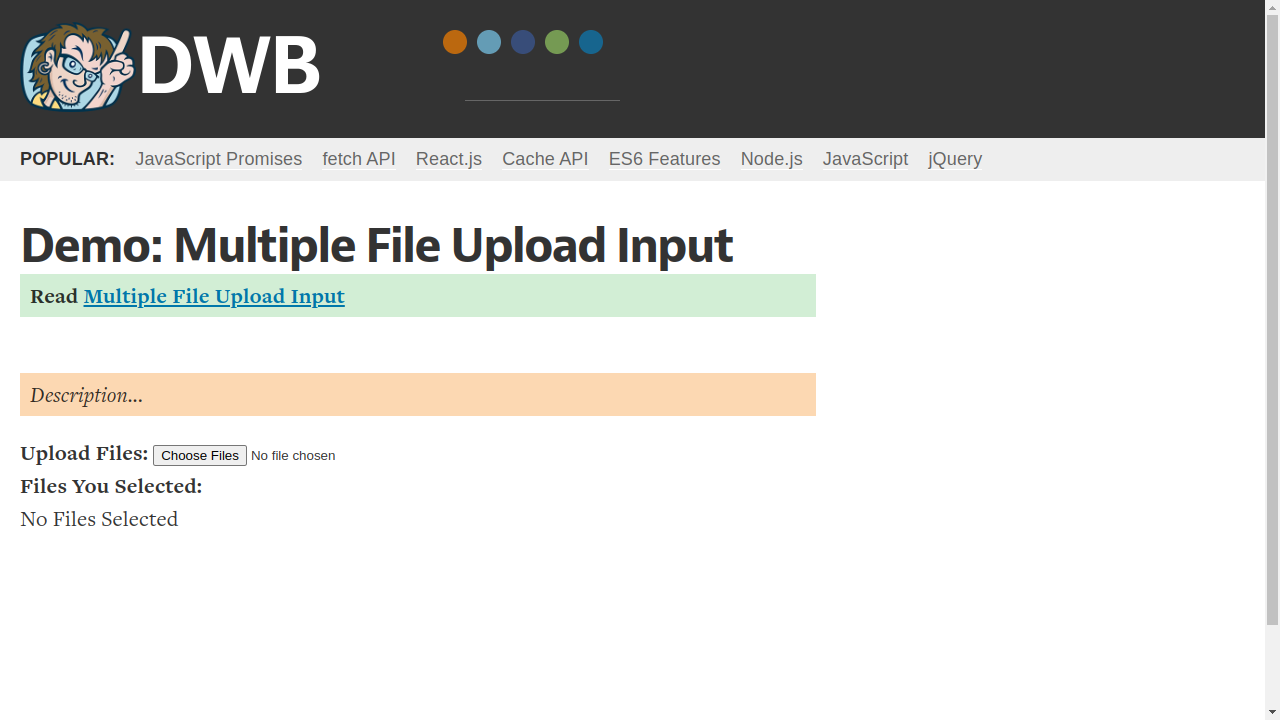 DWB
POPULAR: JavaScript Promises fetch API React.js Cache API ES6 Features Node.js JavaScript jQuery
Demo: Multiple File Upload Input
Read Multiple File Upload Input
Description...
Upload Files: Choose Files No file chosen
Files You Selected:
No Files Selected